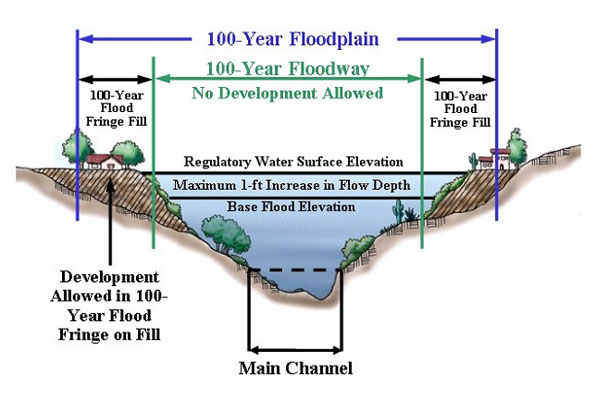 100-Year Floodplain
100-Year Floodway
No Development Allowed
100-Year
Flood
Fringe Fill
100-Year
Flood
Fringe Fill
Regulatory Water Surface Elevation
Maximum 1-ft Increase in Flow Depth
Base Flood Elevation
Development
Allowed in 100-
Year Flood
Fringe on Fill
Main Channel